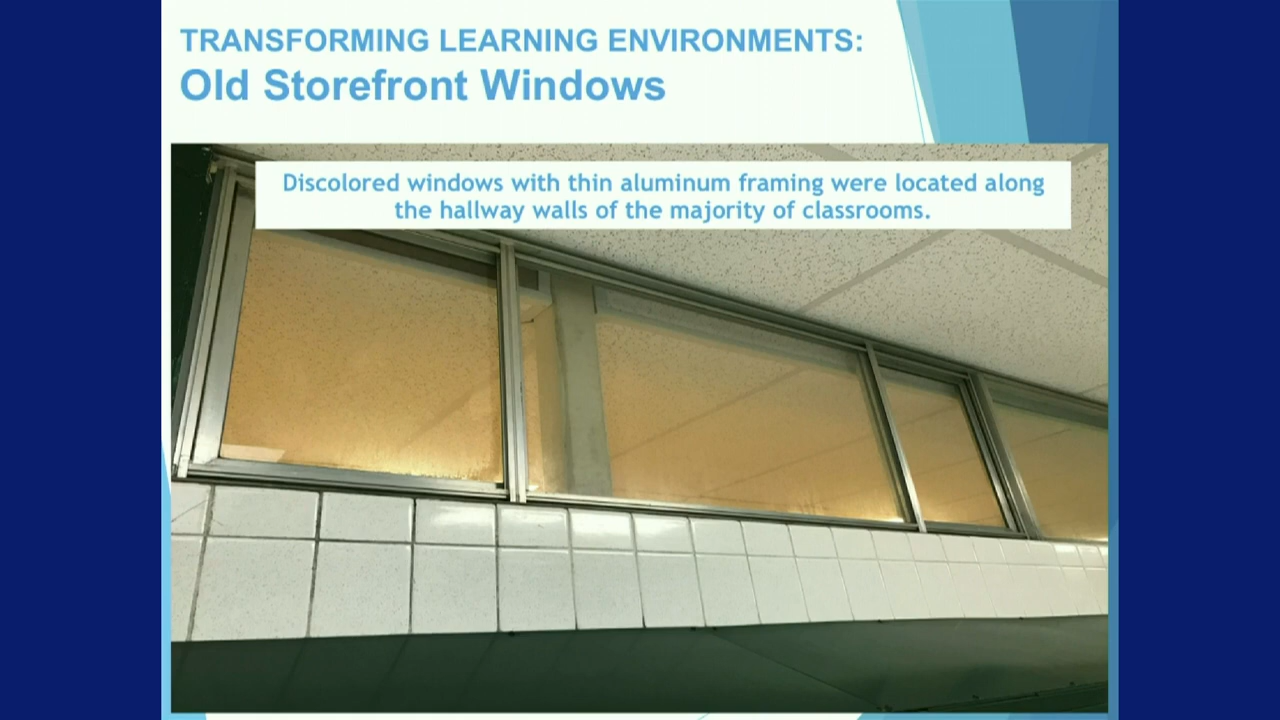 TRANSFORMING LEARNING ENVIRONMENTS:
Old Storefront Windows
Discolored windows with thin aluminum framing were located along
the hallway walls of the majority of classrooms.